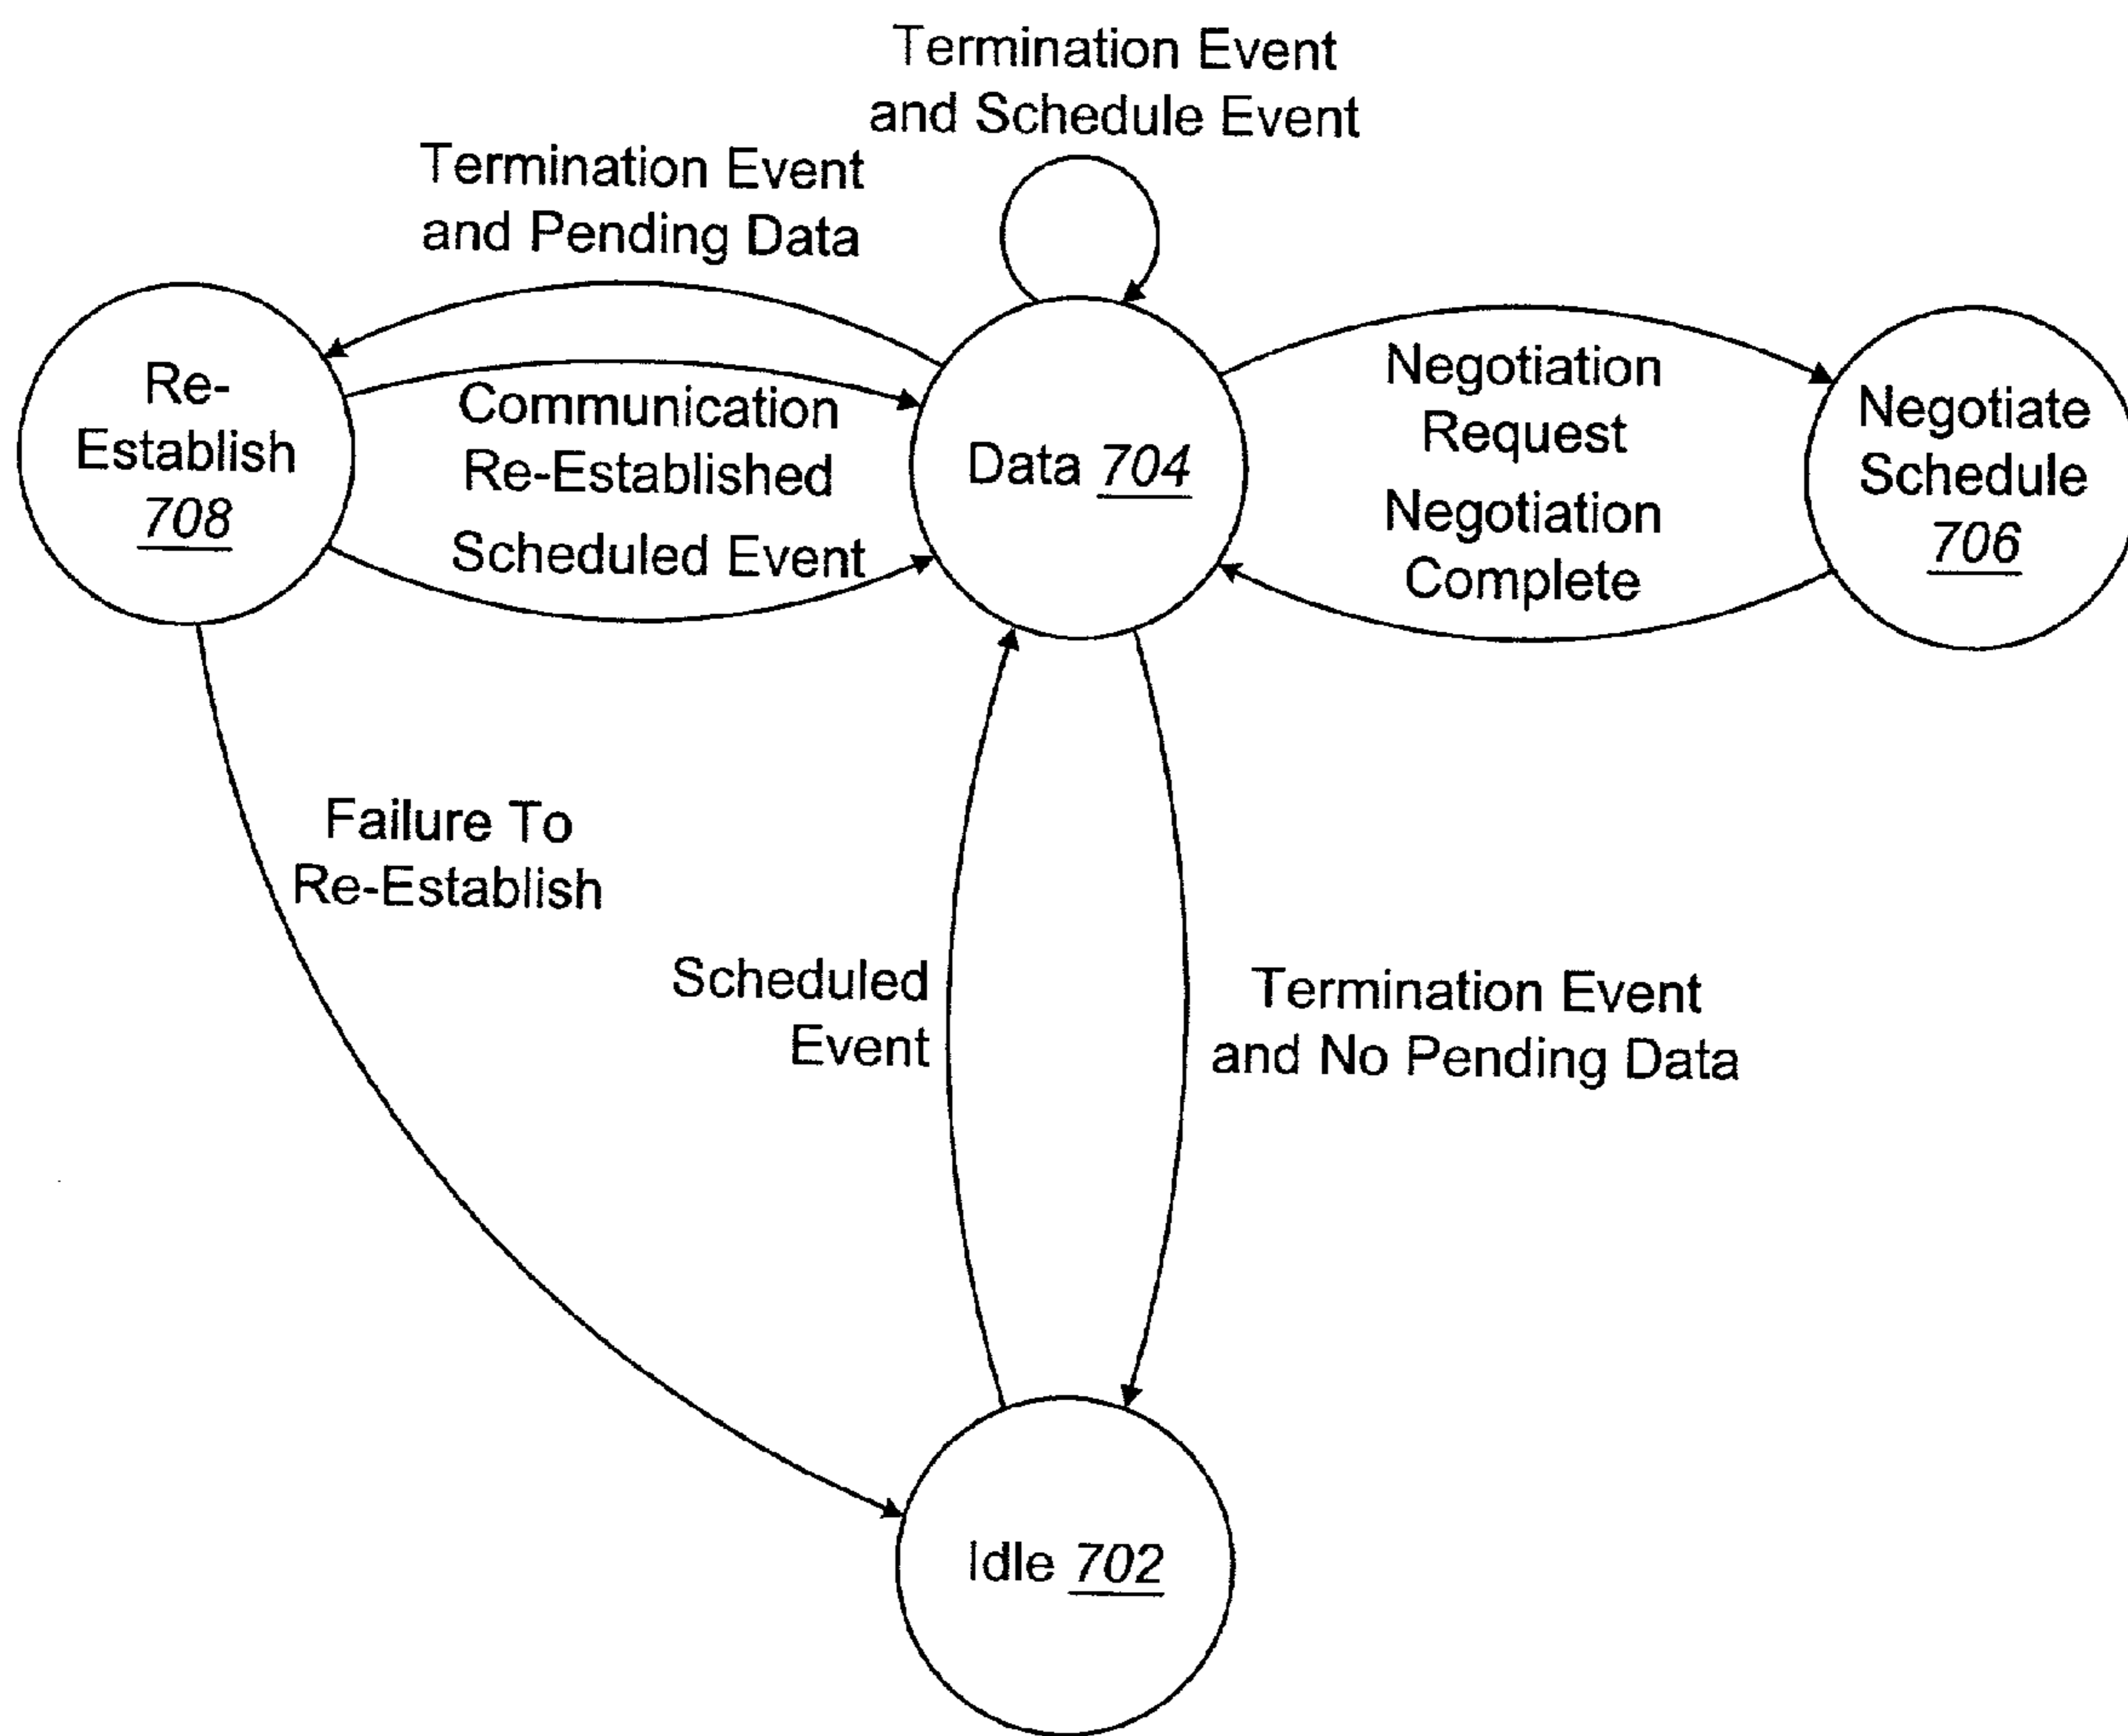 Termination Event
and Schedule Event
Termination Event
and Pending Data
Re-
Establish
708
Communication
Re-Established
Scheduled Event
Data 704
Negotiation
Request
Negotiation
Complete
Negotiate
Schedule
706
Failure To
Re-Establish
Scheduled
Event
Termination Event
and No Pending Data
Idle 702